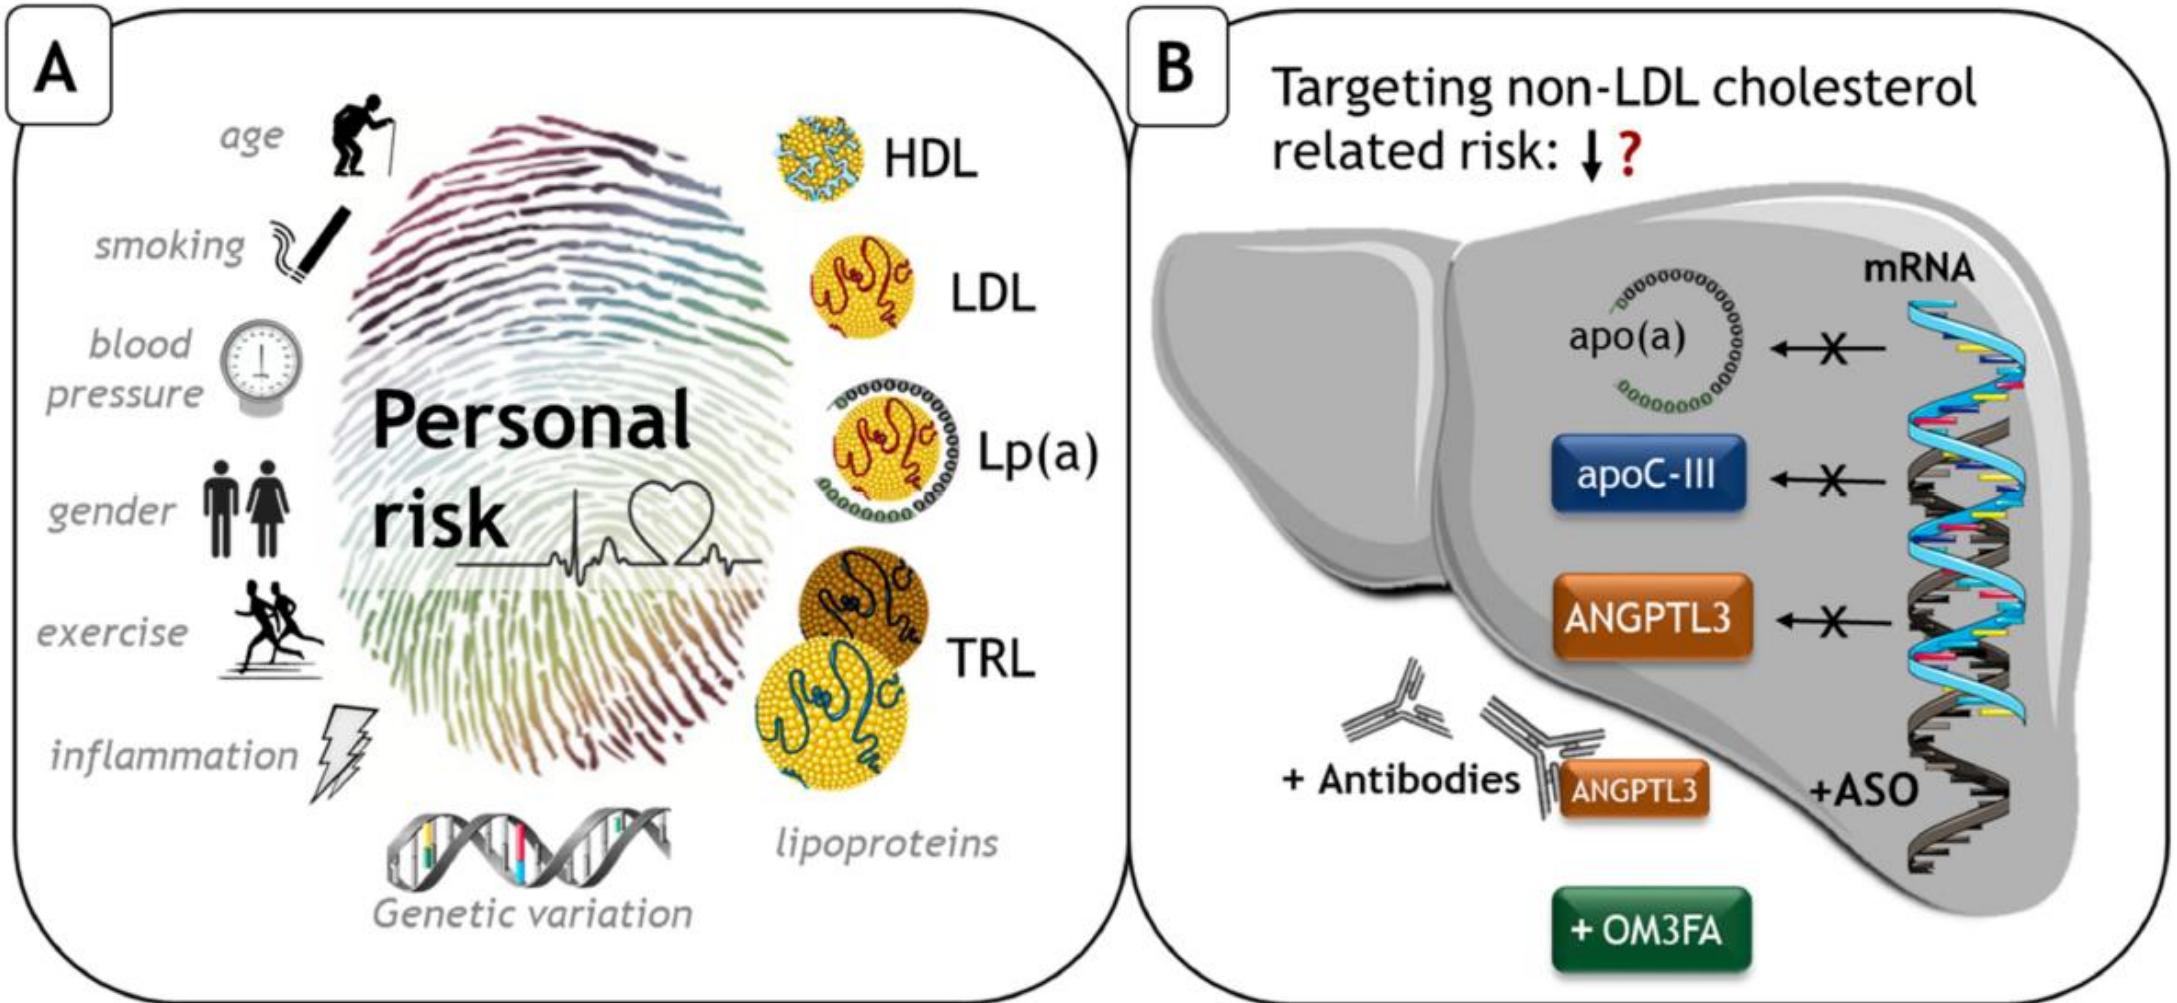 A
age
smoking
blood
pressure
gender
exercise
inflammation
Genetic variation
Personal
risk
HDL
LDL
Lp(a)
TRL
lipoproteins
B
Targeting non-LDL cholesterol
related risk: ↓ ?
mRNA
apo(a)
X
apoC-III
X
ANGPTL3
X
+ Antibodies
ANGPTL3
+ASO
+ OM3FA